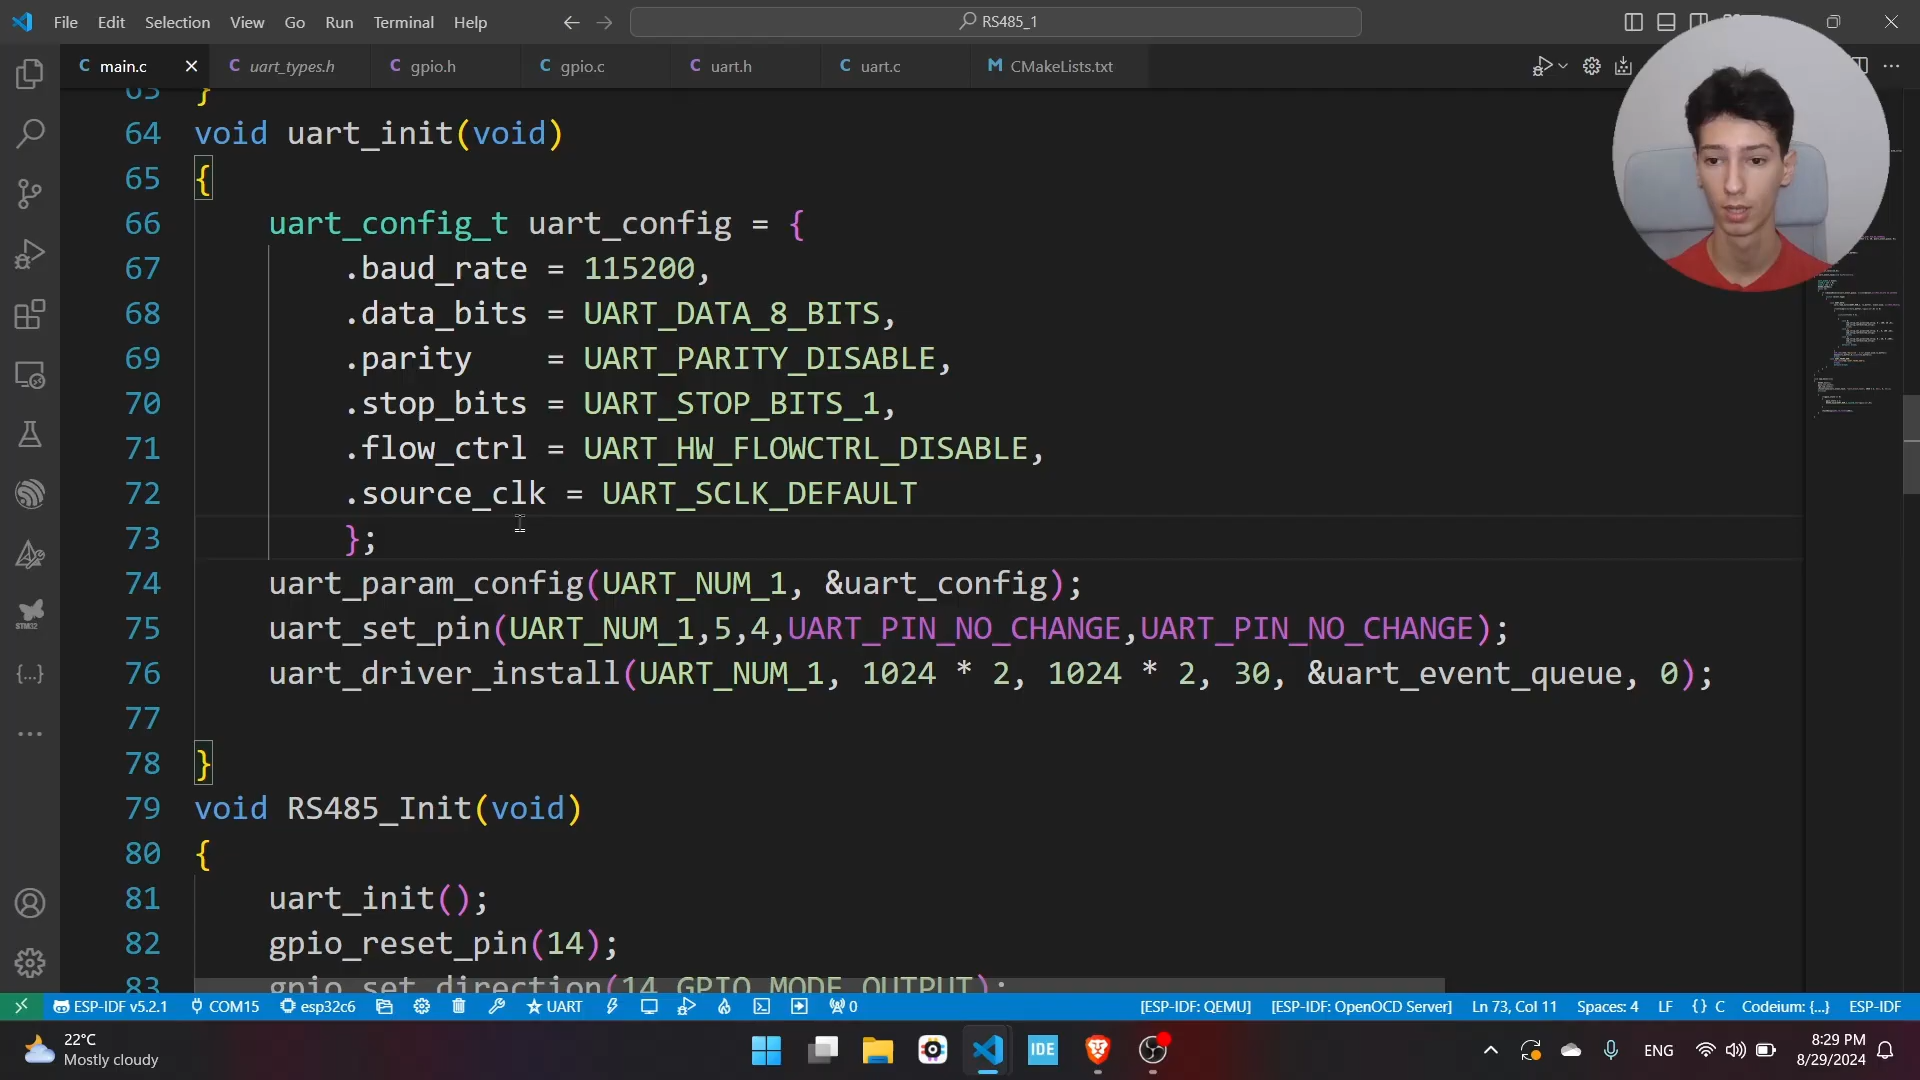 File Edit Selection View Go Run Terminal Help
RS485_1
main.c
uart_types.h
gpio.h
gpio.c
uart.h
uart.c
CMakeLists.txt
63 }
64 void uart_init(void)
65 {
66 uart_config_t uart_config = {
67 .baud_rate = 115200,
68 .data_bits = UART_DATA_8_BITS,
69 .parity    = UART_PARITY_DISABLE,
70 .stop_bits = UART_STOP_BITS_1,
71 .flow_ctrl = UART_HW_FLOWCTRL_DISABLE,
72 .source_clk = UART_SCLK_DEFAULT
73 };
74 uart_param_config(UART_NUM_1, &uart_config);
75 uart_set_pin(UART_NUM_1,5,4,UART_PIN_NO_CHANGE,UART_PIN_NO_CHANGE);
76 uart_driver_install(UART_NUM_1, 1024 * 2, 1024 * 2, 30, &uart_event_queue, 0);
77
78 }
79 void RS485_Init(void)
80 {
81 uart_init();
82 gpio_reset_pin(14);
83 gpio_set_direction(14,GPIO_MODE_OUTPUT);
STM32
ESP-IDF v5.2.1 COM15 esp32c6 UART 0 [ESP-IDF: QEMU] [ESP-IDF: OpenOCD Server] Ln 73, Col 11 Spaces: 4 LF {} C Codeium: {...} ESP-IDF
22°C
Mostly cloudy
IDE
ENG
8:29 PM
8/29/2024